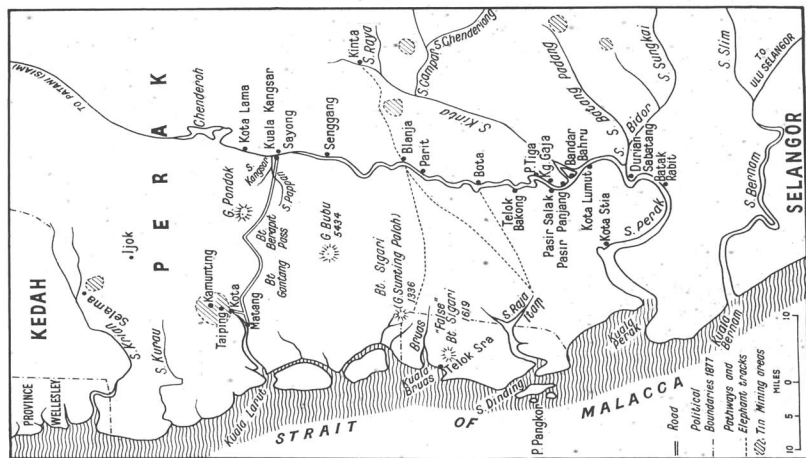 TO PATANI (SIAM)
KEDAH
PROVINCE
WELLESLEY
P E R A K
Selama
Ijok
S. Krian
S. Kurau
Chenderoh
Kota Lama
Kuala Kangsar
Sayong
S. Kangsar
G. Pondok
Bt Berapit
Pass
Bt Gantang
Kamunting
Taiping
Kota
Matang
Kuala Larut
Senggang
G. Bubu
5434
Kinta
S. Raya
S. Chenderiang
S. Campar
S. Kinta
Blanja
Parit
Bota
Bt. Sigari
(G. Sunting Paloh)
1336
Bruas
Kuala
Bruas
"False"
Bt Sigari
1619
Telok Sra
S. Raja
Itam
S. Dinding
P. Pangkor
Telok
Bakong
P. Tiga
Kg. Gaja
Bandar
Bahru
Pasir Salak
Pasir Panjang
Kota Lumut
Kota Stia
S. Batang Padang
S. Bidor
S. Sungkai
Durian
Sabatang
Batak
Rabit
S. Perak
Kuala
Perak
S. Slim
TO
ULU SELANGOR
S. Bernam
Kuala
Bernam
SELANGOR
STRAIT OF MALACCA
Road
Political
Boundaries 1877
Pathways and
Elephant tracks
Tin Mining areas
10 5 0 10
MILES